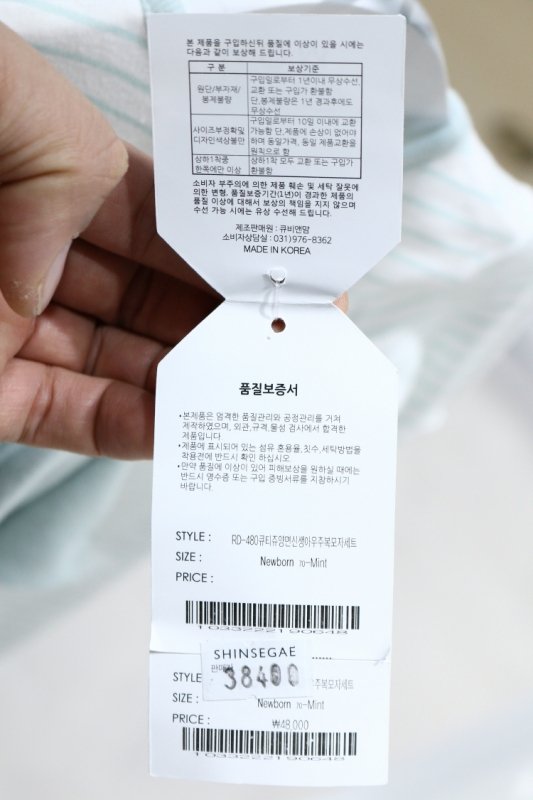 본 제품을 구입하신뒤 품질에 이상이 있을 시에는
다음과 같이 보상해 드립니다.
구 분 보상기준
원단/부자재/
봉제불량
구입일로부터 1년이내 무상수선,
교환 또는 구입가 환불함
단,봉제불량은 1년 경과후에도
무상수선
사이즈부정확및
디자인색상불만
구입일로부터 10일 이내에 교환
가능함 단,제품에 손상이 없어야
하며 동일가격, 동일 제품교환을
원칙으로 함
상하1착중
한쪽에만 이상
상하1착 모두 교환 또는 구입가
환불함
소비자 부주의에 의한 제품 훼손 및 세탁 잘못에
의한 변형, 품질보증기간(1년)이 경과한 제품의
품질 이상에 대해서 보상의 책임을 지지 않으며
수선 가능 시에는 유상 수선해 드립니다.
제조판매원 : 큐비앤맘
소비자상담실 : 031)976-8362
MADE IN KOREA
품질보증서
•본제품은 엄격한 품질관리와 공정관리를 거쳐
제작하였으며, 외관,규격,물성 검사에서 합격한
제품입니다
•제품에 표시되어 있는 섬유 혼용율,칫수,세탁방법을
착용전에 반드시 확인 하십시오.
•만약 품질에 이상이 있어 피해보상을 원하실 때에는
반드시 영수증 또는 구입 증빙서류를 지참하시기
바랍니다.
STYLE : RD-480큐티쥬양면신생아우주복모자세트
SIZE : Newborn 70-Mint
PRICE :
1033222190648
SHINSEGAE
판매가
38400
STYLE 주복모자세트
SIZE : Newborn 70-Mint
PRICE : ₩48,000
1033222190648